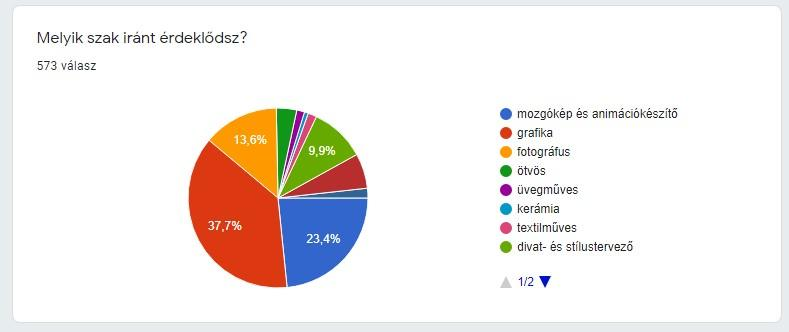 Melyik szak iránt érdeklődsz?
573 válasz
13,6%
9,9%
37,7%
23,4%
mozgókép és animációkészítő
grafika
fotográfus
ötvös
üvegműves
kerámia
textilműves
divat- és stílustervező
1/2